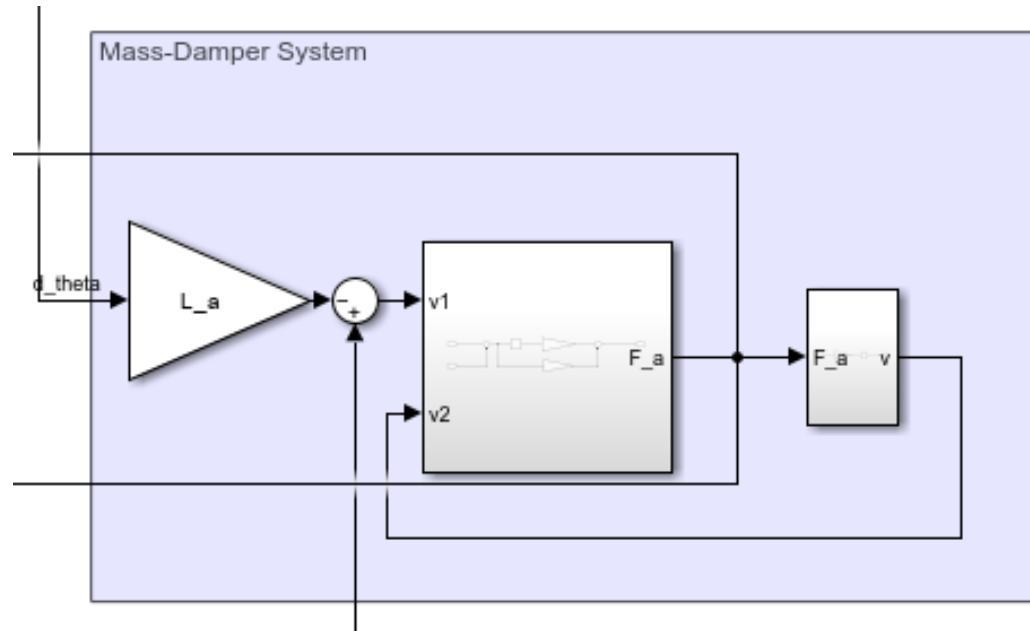 Mass-Damper System
d_theta
L_a
-
+
v1
F_a
v2
F_a
v